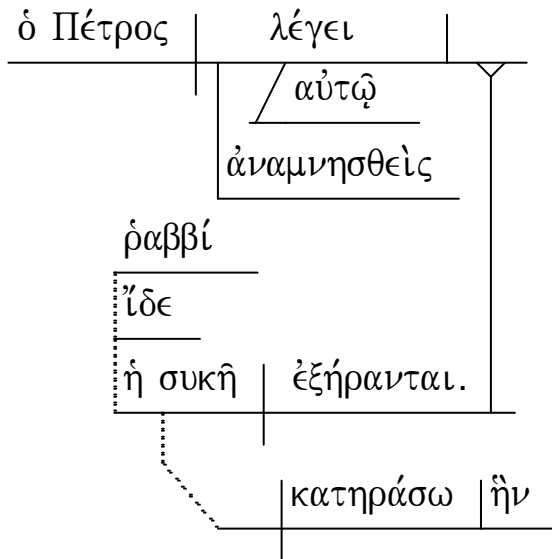 ὁ Πέτρος λέγει
αὐτῷ
ἀναμνησθεὶς
ῥαββί
ἴδε
ἡ συκῆ ἐξήρανται.
κατηράσω ἣν